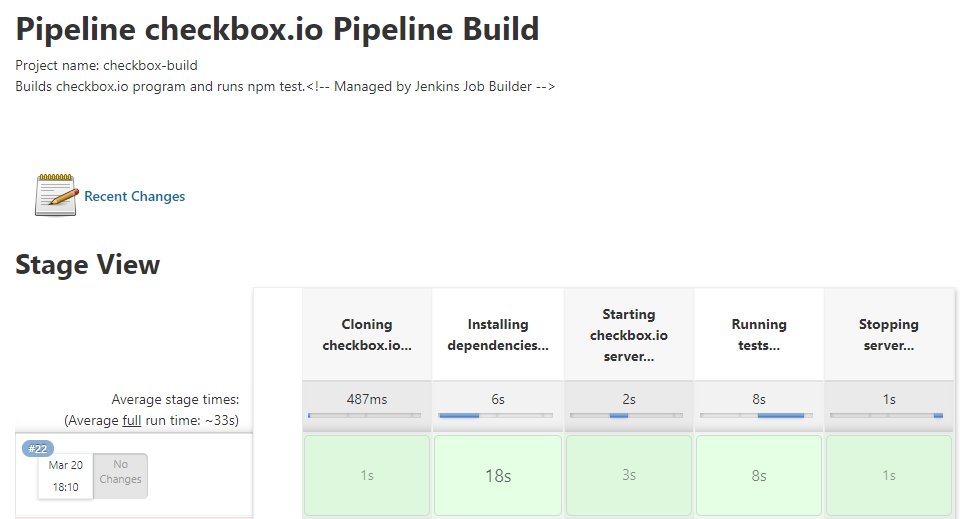 Pipeline checkbox.io Pipeline Build
Project name: checkbox-build
Builds checkbox.io program and runs npm test.<!-- Managed by Jenkins Job Builder -->
Recent Changes
Stage View
Cloning
checkbox.io...
Installing
dependencies...
Starting
checkbox.io
server...
Running
tests...
Stopping
server...
Average stage times:
(Average full run time: ~33s)
487ms
6s
2s
8s
1s
#22
Mar 20
18:10
No
Changes
1s
18s
3s
8s
1s